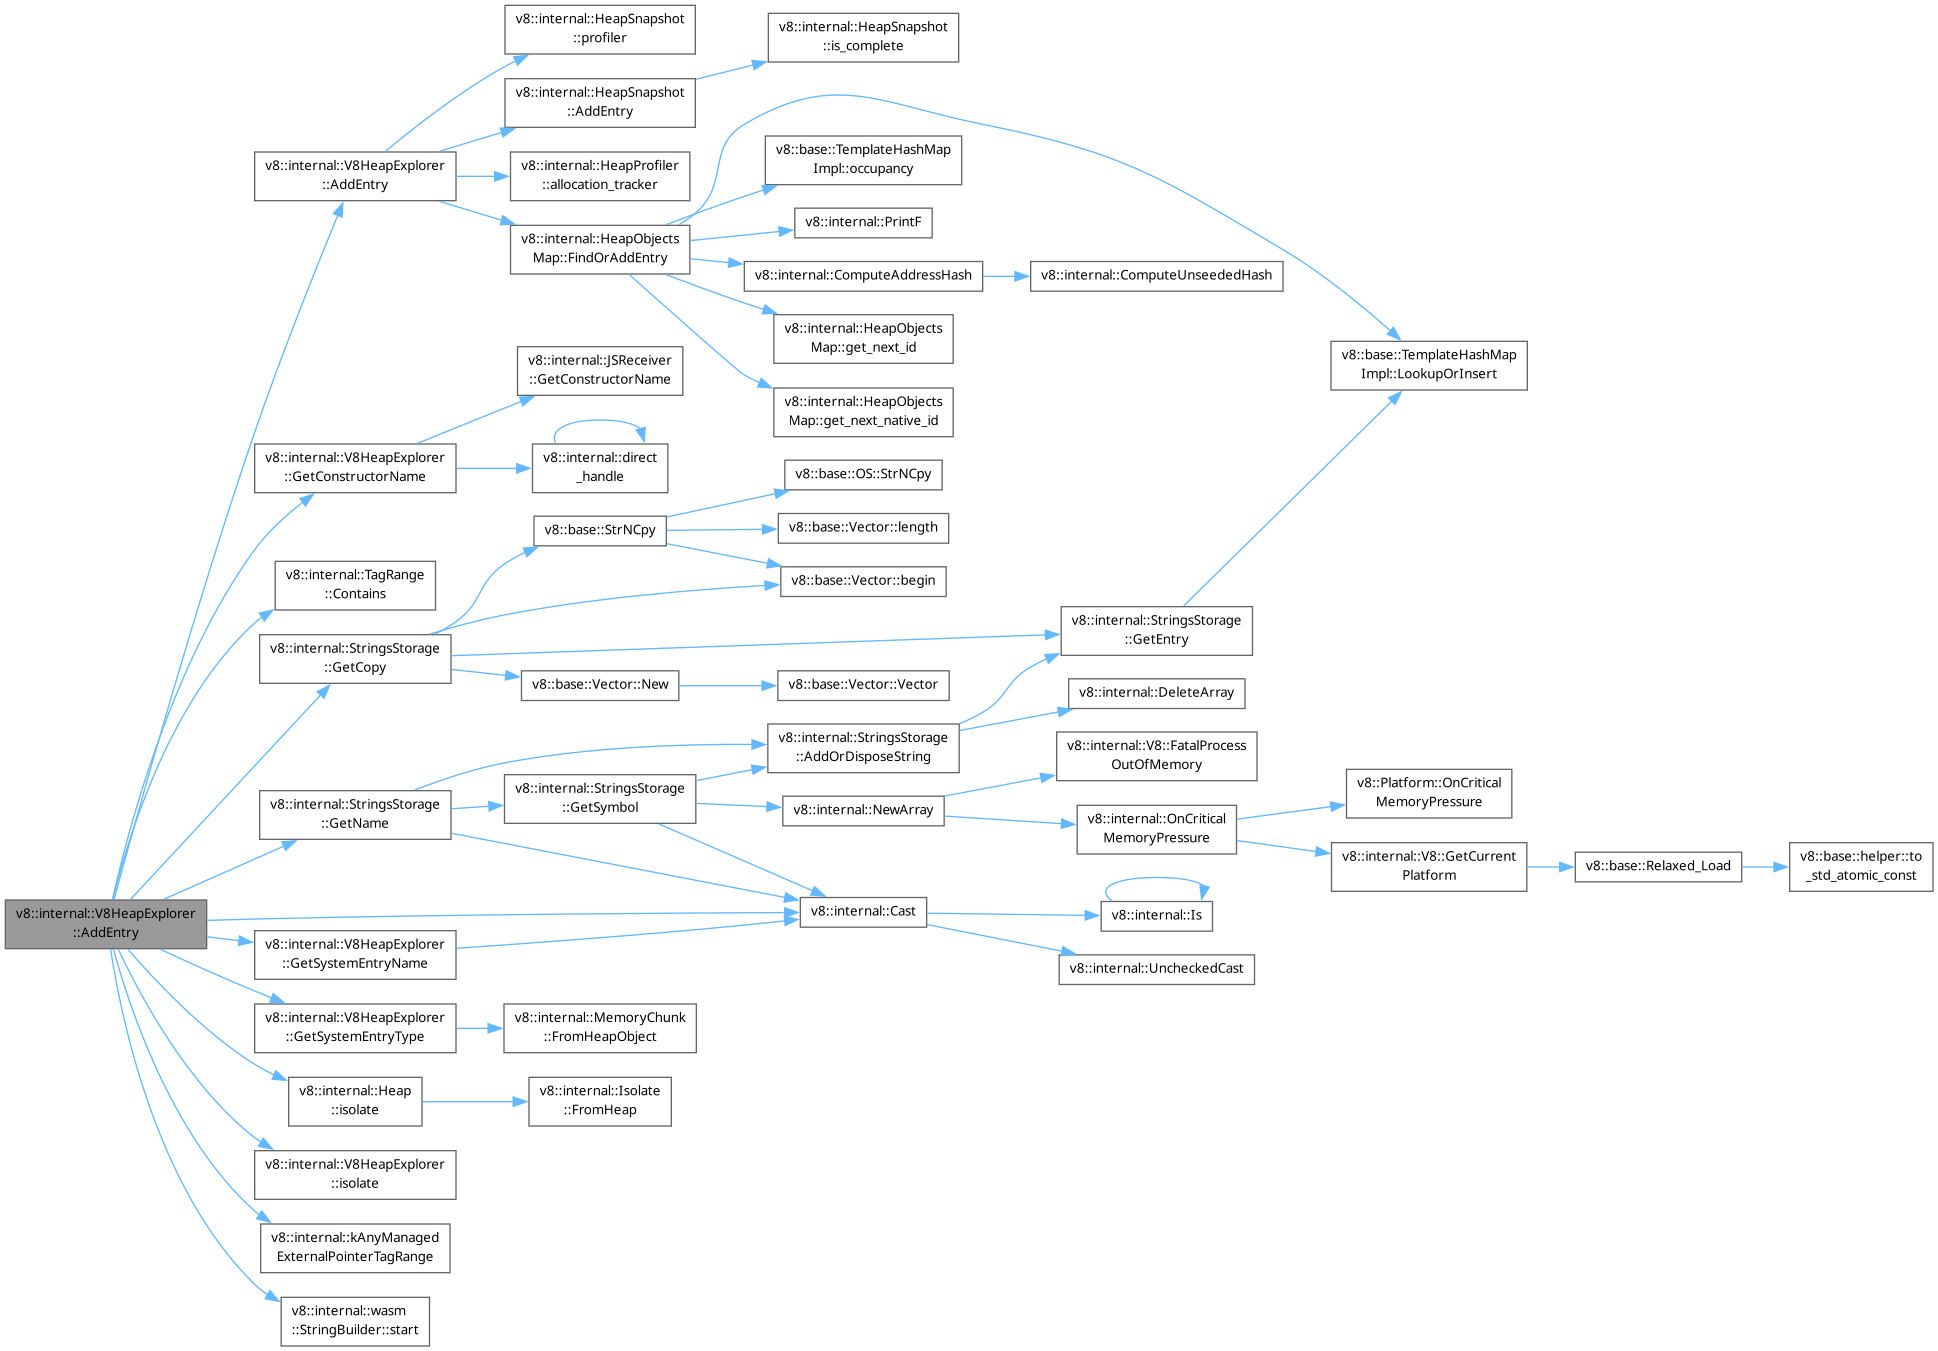 v8::internal::HeapSnapshot
::profiler
v8::internal::HeapSnapshot
::is_complete
v8::internal::HeapSnapshot
::AddEntry
v8::internal::V8HeapExplorer
::AddEntry
v8::internal::HeapProfiler
::allocation_tracker
v8::base::TemplateHashMap
Impl::occupancy
v8::internal::PrintF
v8::internal::HeapObjects
Map::FindOrAddEntry
v8::internal::ComputeAddressHash
v8::internal::ComputeUnseededHash
v8::internal::HeapObjects
Map::get_next_id
v8::base::TemplateHashMap
Impl::LookupOrInsert
v8::internal::JSReceiver
::GetConstructorName
v8::internal::HeapObjects
Map::get_next_native_id
v8::internal::V8HeapExplorer
::GetConstructorName
v8::internal::direct
_handle
v8::base::OS::StrNCpy
v8::base::StrNCpy
v8::base::Vector::length
v8::base::Vector::begin
v8::internal::TagRange
::Contains
v8::internal::StringsStorage
::GetCopy
v8::internal::StringsStorage
::GetEntry
v8::base::Vector::New
v8::base::Vector::Vector
v8::internal::DeleteArray
v8::internal::StringsStorage
::AddOrDisposeString
v8::internal::V8::FatalProcess
OutOfMemory
v8::internal::StringsStorage
::GetName
v8::internal::StringsStorage
::GetSymbol
v8::internal::NewArray
v8::Platform::OnCritical
MemoryPressure
v8::internal::OnCritical
MemoryPressure
v8::internal::V8::GetCurrent
Platform
v8::base::Relaxed_Load
v8::base::helper::to
_std_atomic_const
v8::internal::V8HeapExplorer
::AddEntry
v8::internal::Cast
v8::internal::Is
v8::internal::V8HeapExplorer
::GetSystemEntryName
v8::internal::UncheckedCast
v8::internal::V8HeapExplorer
::GetSystemEntryType
v8::internal::MemoryChunk
::FromHeapObject
v8::internal::Heap
::isolate
v8::internal::Isolate
::FromHeap
v8::internal::V8HeapExplorer
::isolate
v8::internal::kAnyManaged
ExternalPointerTagRange
v8::internal::wasm
::StringBuilder::start